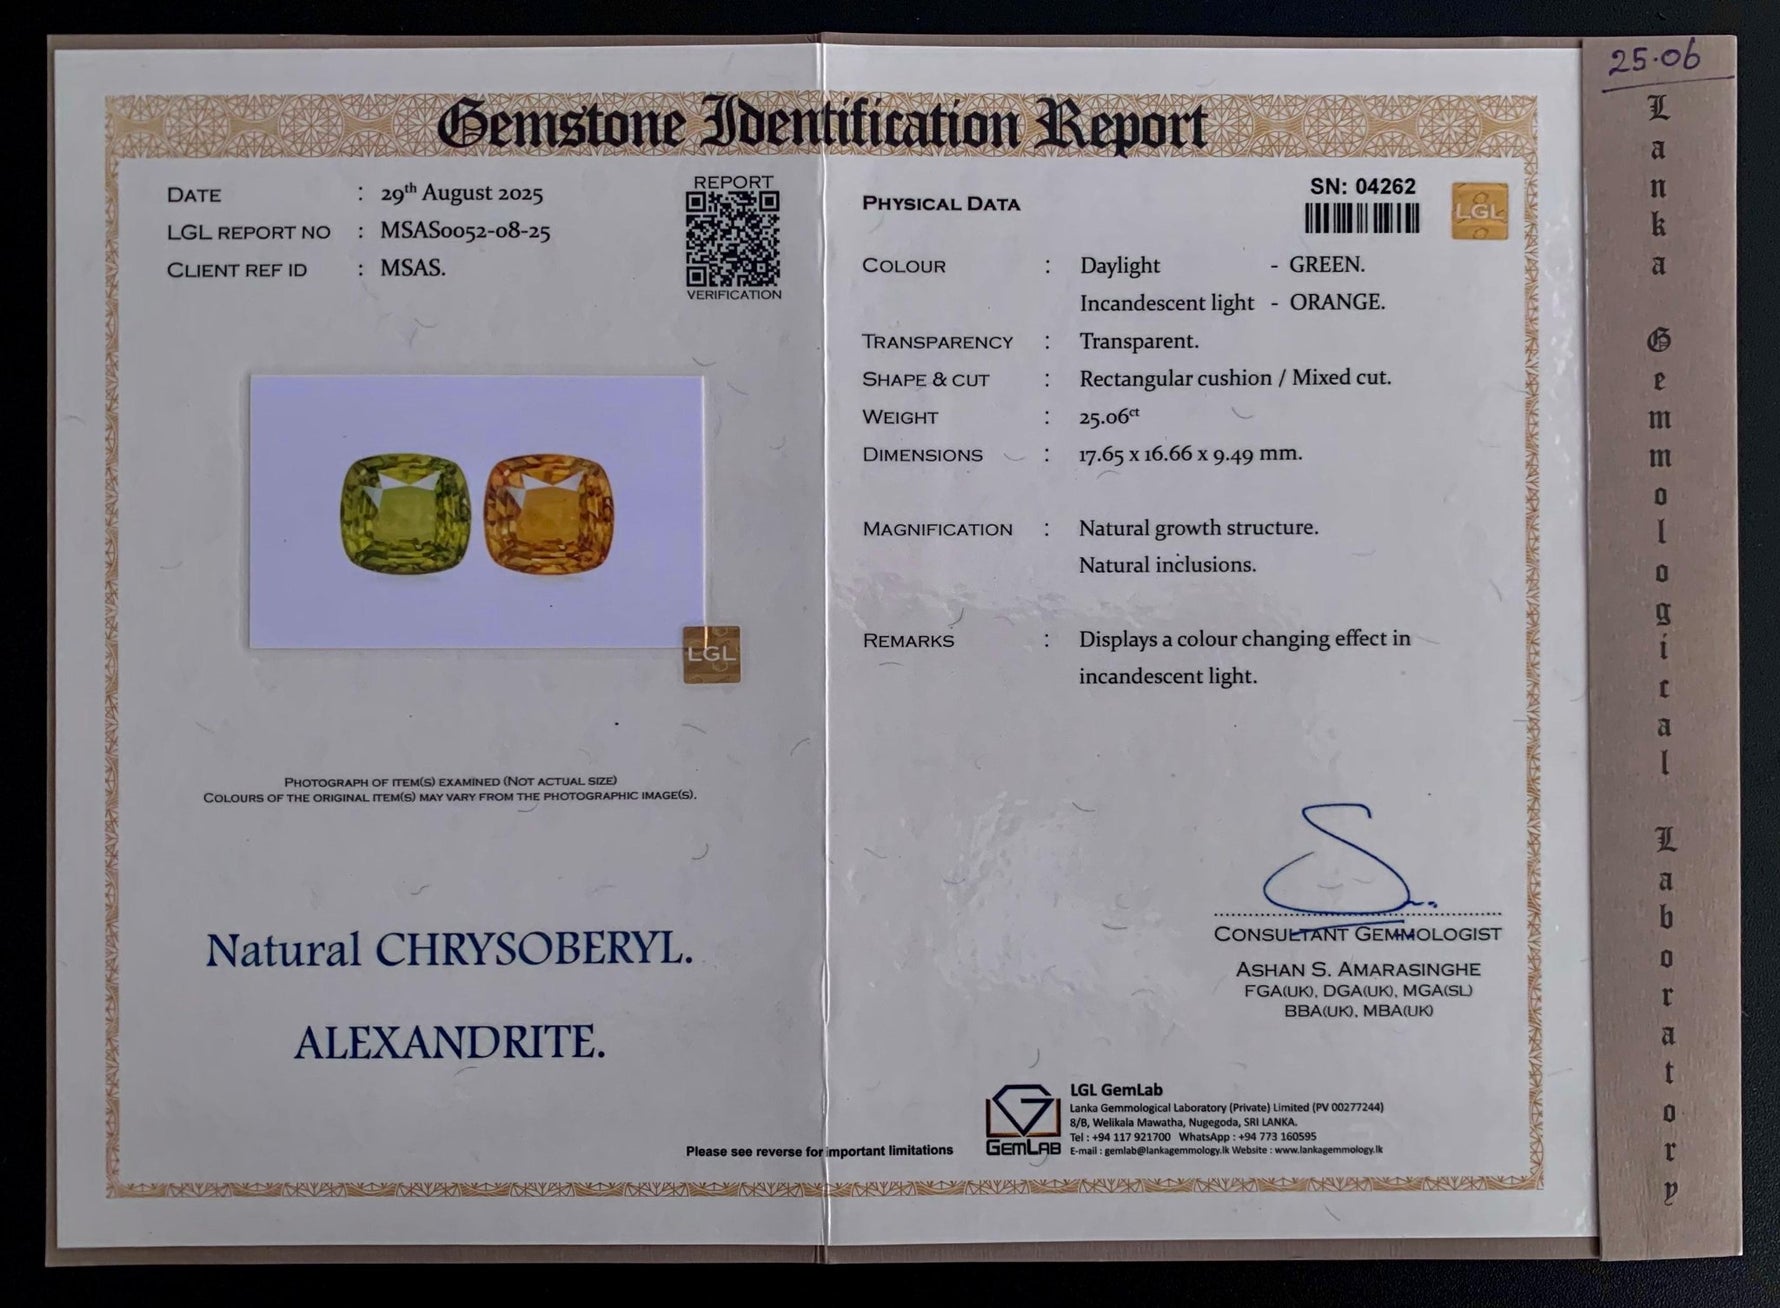 25.06
Gemstone Identification Report
DATE : 29th August 2025
LGL REPORT NO : MSAS0052-08-25
CLIENT REF ID : MSAS.
REPORT
VERIFICATION
LGL
PHOTOGRAPH OF ITEM(S) EXAMINED (NOT ACTUAL SIZE)
COLOURS OF THE ORIGINAL ITEM(S) MAY VARY FROM THE PHOTOGRAPHIC IMAGE(S).
Natural CHRYSOBERYL.
ALEXANDRITE.
PHYSICAL DATA
SN: 04262
LGL
COLOUR : Daylight - GREEN.
Incandescent light - ORANGE.
TRANSPARENCY : Transparent.
SHAPE & CUT : Rectangular cushion / Mixed cut.
WEIGHT : 25.06ct
DIMENSIONS : 17.65 x 16.66 x 9.49 mm.
MAGNIFICATION : Natural growth structure.
Natural inclusions.
REMARKS : Displays a colour changing effect in
incandescent light.
CONSULTANT GEMMOLOGIST
ASHAN S. AMARASINGHE
FGA(UK), DGA(UK), MGA(SL)
BBA(UK), MBA(UK)
GEMLAB
LGL GemLab
Lanka Gemmological Laboratory (Private) Limited (PV 00277244)
8/B, Welikala Mawatha, Nugegoda, SRI LANKA.
Tel : +94 117 921700 WhatsApp : +94 773 160595
E-mail : gemlab@lankagemmology.lk Website : www.lankagemmology.lk
Please see reverse for important limitations
Lanka Gemmological Laboratory